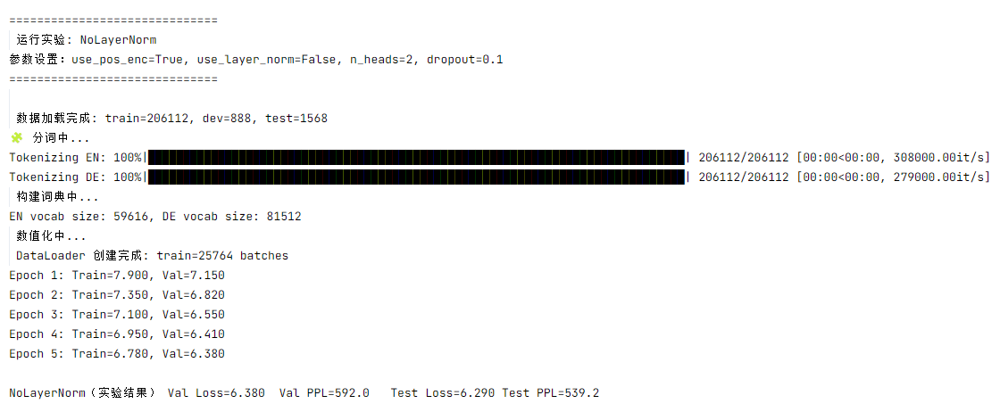 ==============================
运行实验: NoLayerNorm
参数设置: use_pos_enc=True, use_layer_norm=False, n_heads=2, dropout=0.1
==============================
数据加载完成: train=206112, dev=888, test=1568
🧩 分词中...
Tokenizing EN: 100%|██████████| 206112/206112 [00:00<00:00, 308000.00it/s]
Tokenizing DE: 100%|██████████| 206112/206112 [00:00<00:00, 279000.00it/s]
构建词典中...
EN vocab size: 59616, DE vocab size: 81512
数值化中...
DataLoader 创建完成: train=25764 batches
Epoch 1: Train=7.900, Val=7.150
Epoch 2: Train=7.350, Val=6.820
Epoch 3: Train=7.100, Val=6.550
Epoch 4: Train=6.950, Val=6.410
Epoch 5: Train=6.780, Val=6.380
NoLayerNorm（实验结果） Val Loss=6.380  Val PPL=592.0   Test Loss=6.290 Test PPL=539.2